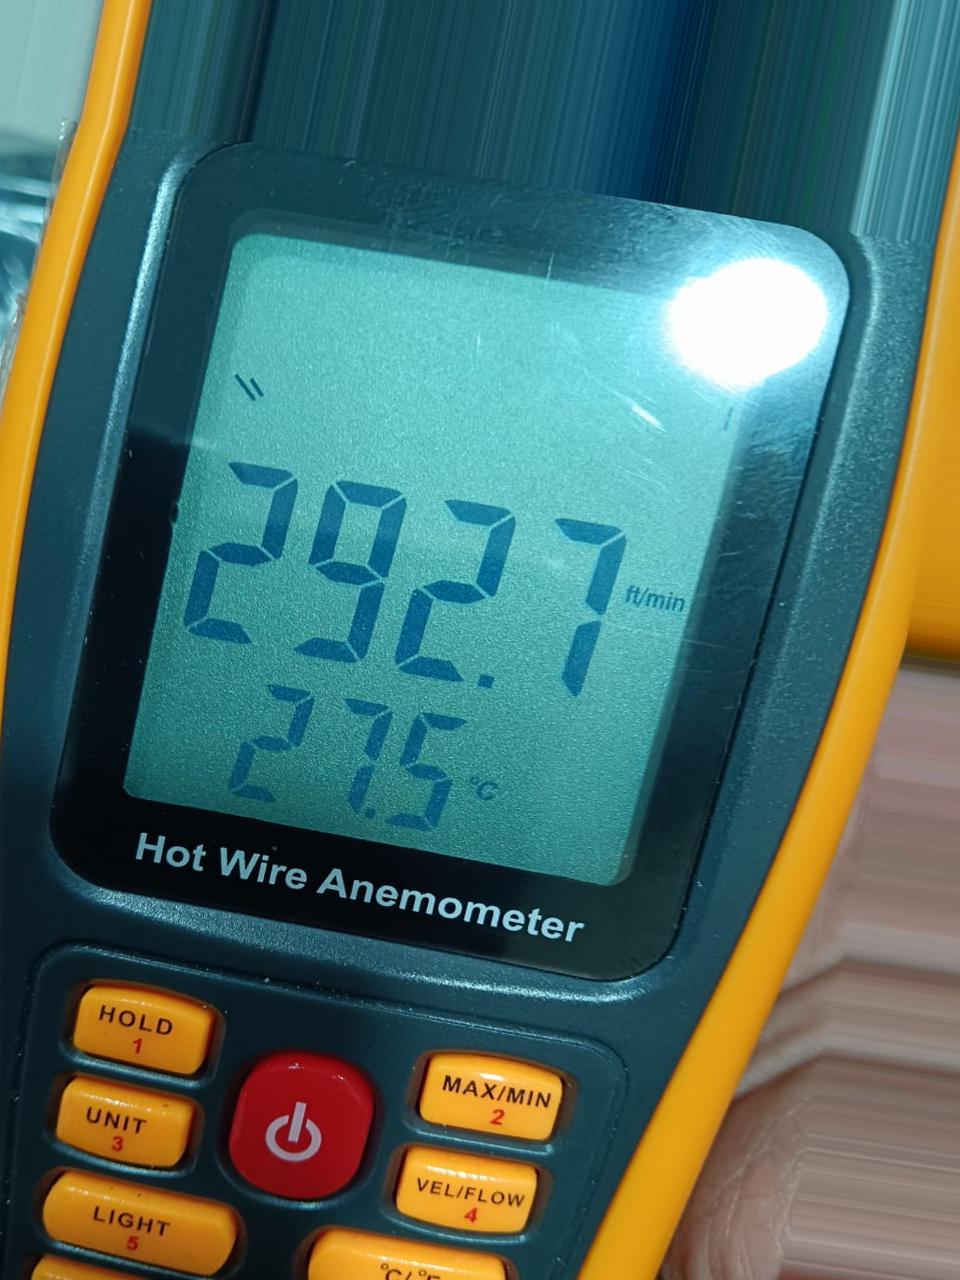 292.7 ft/min
27.5 °C
Hot Wire Anemometer
HOLD
1
MAX/MIN
2
UNIT
3
VEL/FLOW
4
LIGHT
5
°C/°F